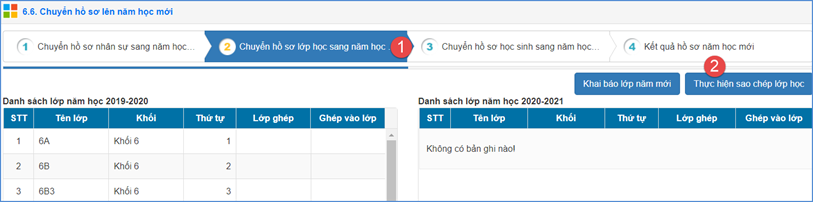 6.6. Chuyển hồ sơ lên năm học mới
1 Chuyển hồ sơ nhân sự sang năm học...
2 Chuyển hồ sơ lớp học sang năm học ...
1
3 Chuyển hồ sơ học sinh sang năm học...
4 Kết quả hồ sơ năm học mới
2
Khai báo lớp năm mới
Thực hiện sao chép lớp học
Danh sách lớp năm học 2019-2020
STT Tên lớp Khối Thứ tự Lớp ghép Ghép vào lớp
1 6A Khối 6 1
2 6B Khối 6 2
3 6B3 Khối 6 3
Danh sách lớp năm học 2020-2021
STT Tên lớp Khối Thứ tự Lớp ghép Ghép vào lớp
Không có bản ghi nào!